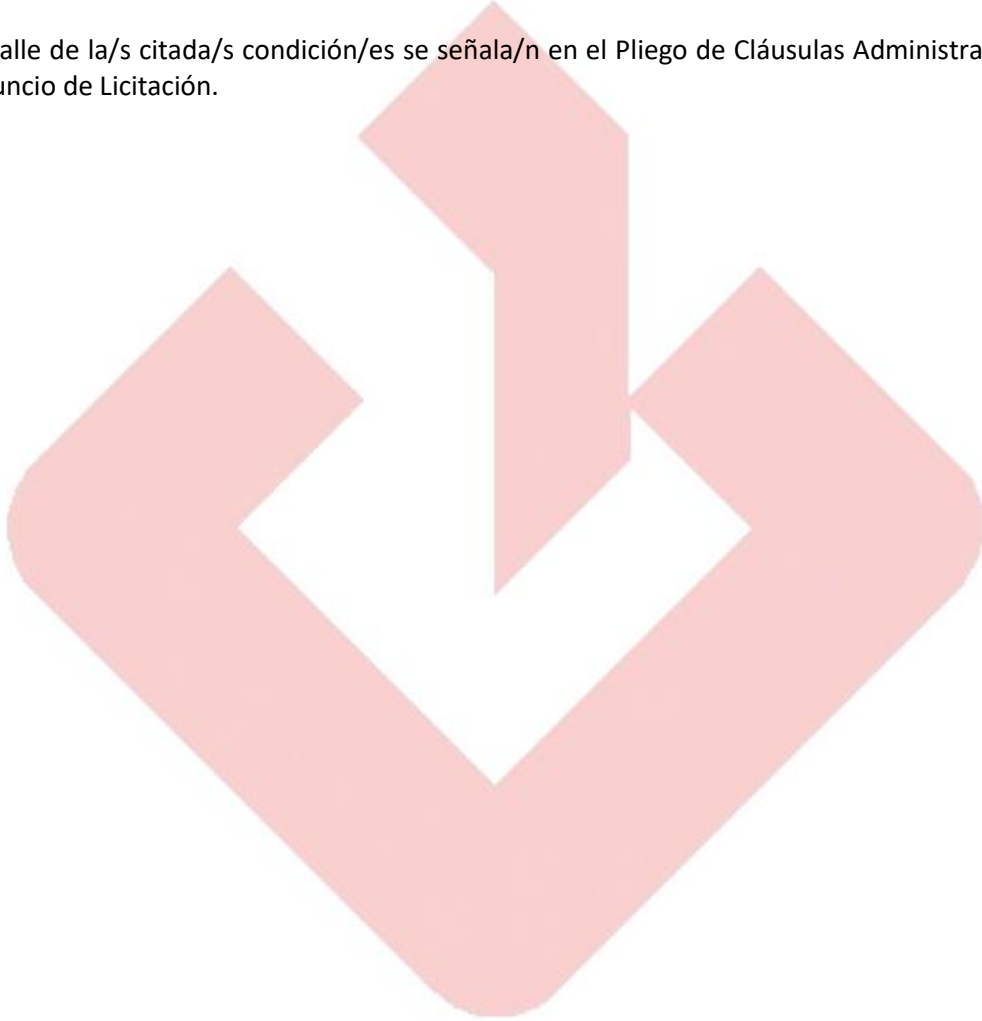 alle de la/s citada/s condición/es se señala/n en el Pliego de Cláusulas Administra
uncio de Licitación.